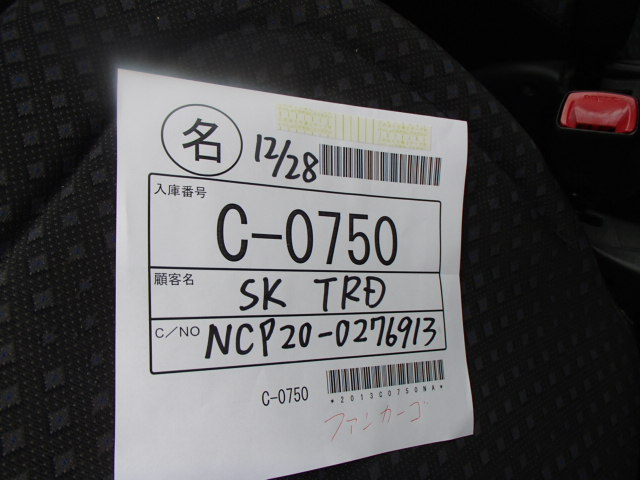 名 12/28
入庫番号
C-0750
顧客名 SK TRD
C/NO NCP20-0276913
C-0750 *2013C0750NA*
ファンカーゴ